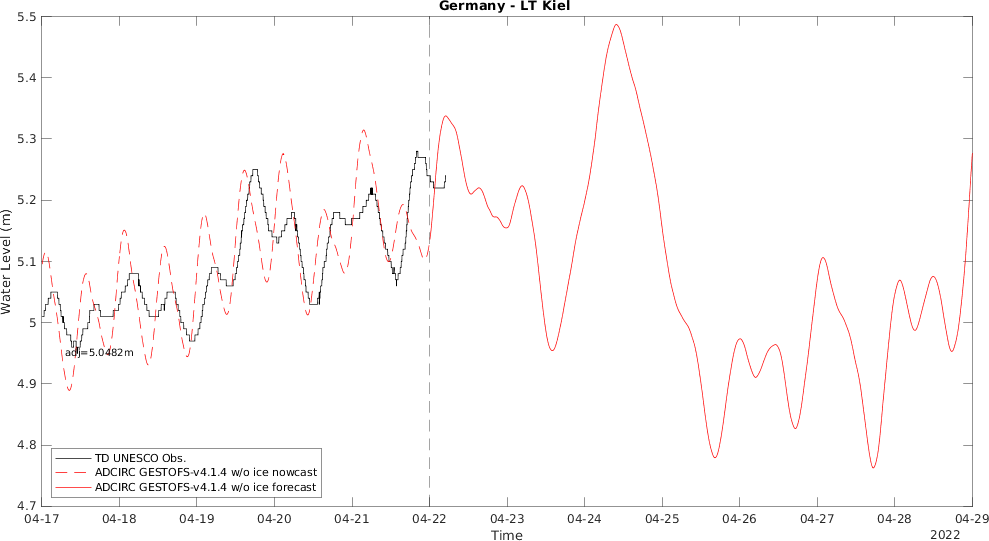 Germany - LT Kiel
5.5
5.4
5.3
5.2
5.1
5
4.9
4.8
4.7
Water Level (m)
adj=5.0482m
TD UNESCO Obs.
ADCIRC GESTOFS-v4.1.4 w/o ice nowcast
ADCIRC GESTOFS-v4.1.4 w/o ice forecast
04-17 04-18 04-19 04-20 04-21 04-22 04-23 04-24 04-25 04-26 04-27 04-28 04-29
Time
2022